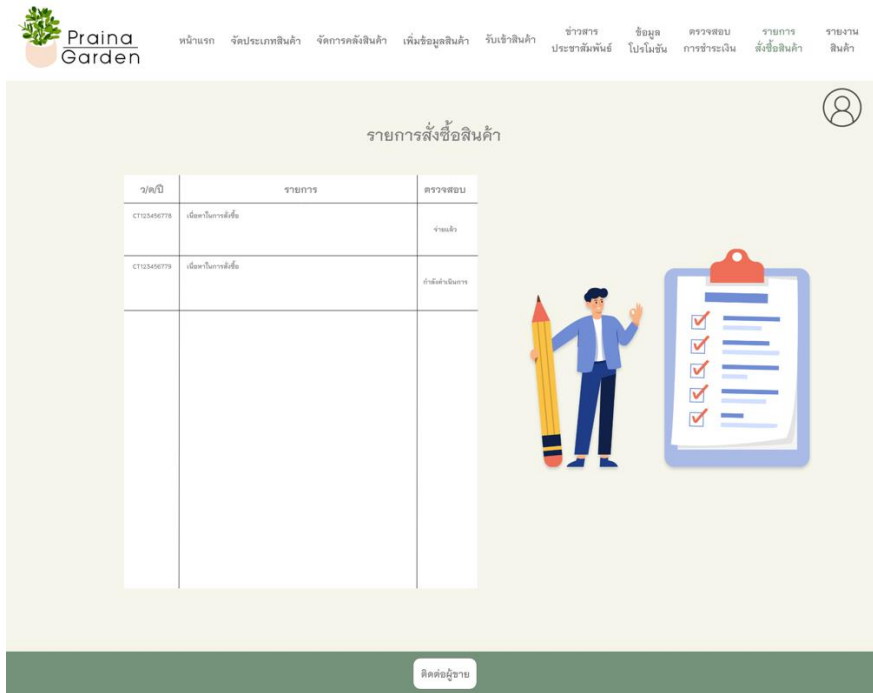 Praina
Garden
หน้าแรก
จัดประเภทสินค้า
จัดการคลังสินค้า
เพิ่มข้อมูลสินค้า
รับเข้าสินค้า
ข่าวสาร
ประชาสัมพันธ์
ข้อมูล
โปรโมชัน
ตรวจสอบ
การชำระเงิน
รายการ
สั่งซื้อสินค้า
รายงาน
สินค้า
รายการสั่งซื้อสินค้า
ว/ด/ปี
รายการ
ตรวจสอบ
CT123456778
เนื้อหาในการสั่งซื้อ
จ่ายแล้ว
CT123456779
เนื้อหาในการสั่งซื้อ
กำลังดำเนินการ
ติดต่อผู้ขาย